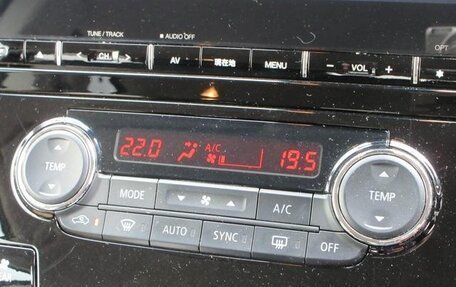 TUNE / TRACK
AUDIO OFF
OPT
CH
AV
現在地
MENU
− VOL +
22.0
A/C
19.5
TEMP
TEMP
MODE
A/C
AUTO
SYNC
OFF